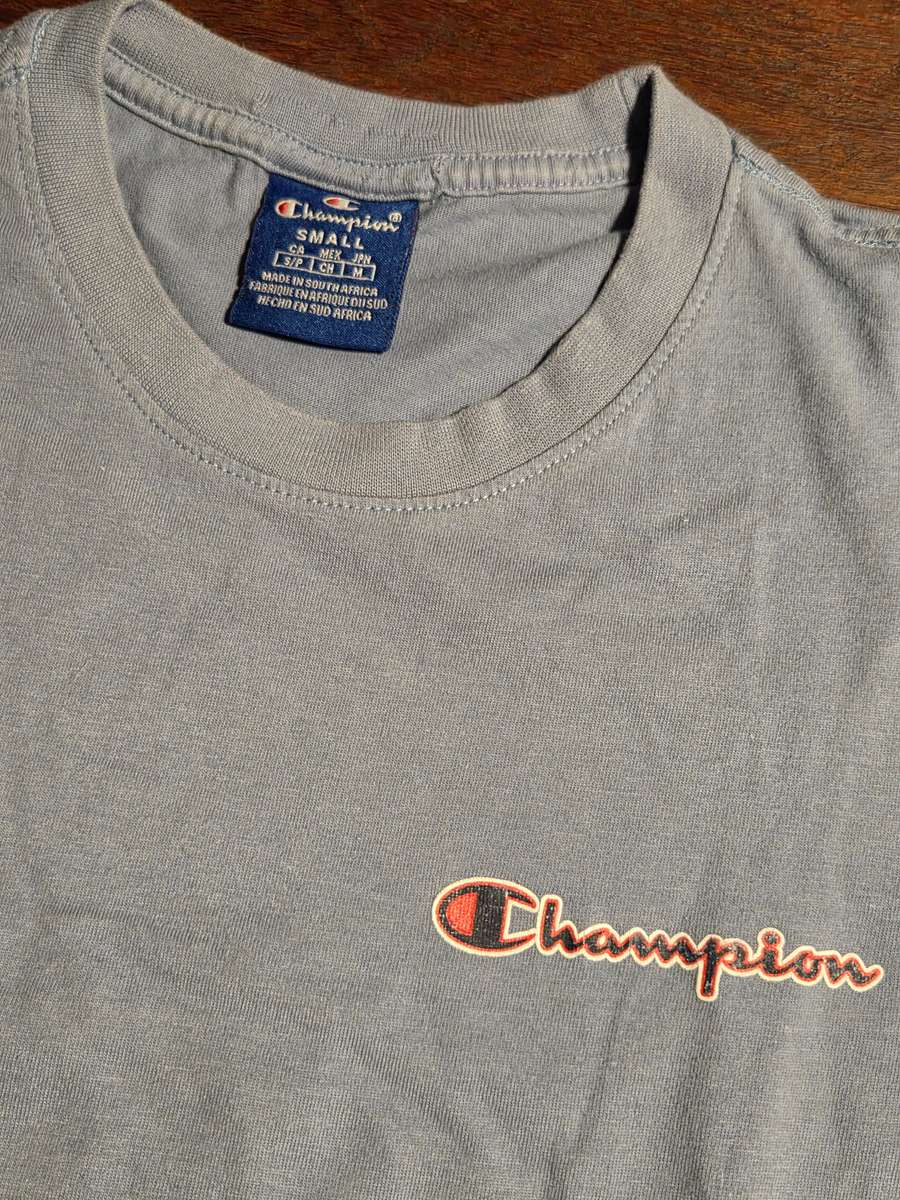 Champion®
SMALL
CA MEX JPN
S/P CH M
MADE IN SOUTH AFRICA
FABRIQUE EN AFRIQUE DU SUD
HECHO EN SUD AFRICA
Champion